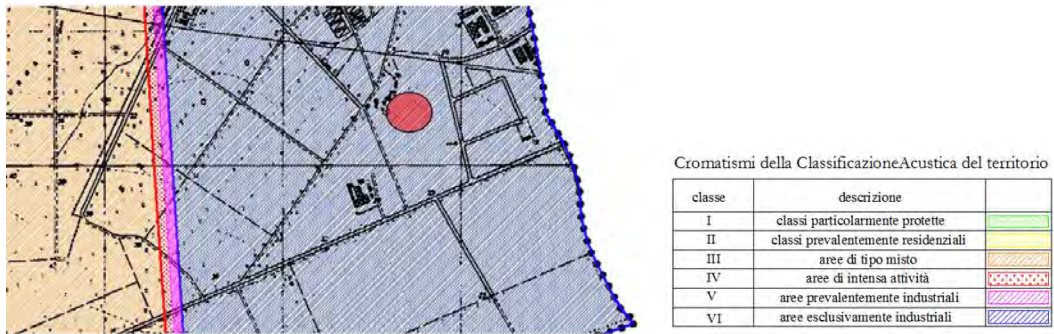 Cromatismi della ClassificazioneAcustica del territorio
classe descrizione
I classi particolarmente protette
II classi prevalentemente residenziali
III aree di tipo misto
IV aree di intensa attività
V aree prevalentemente industriali
VI aree esclusivamente industriali